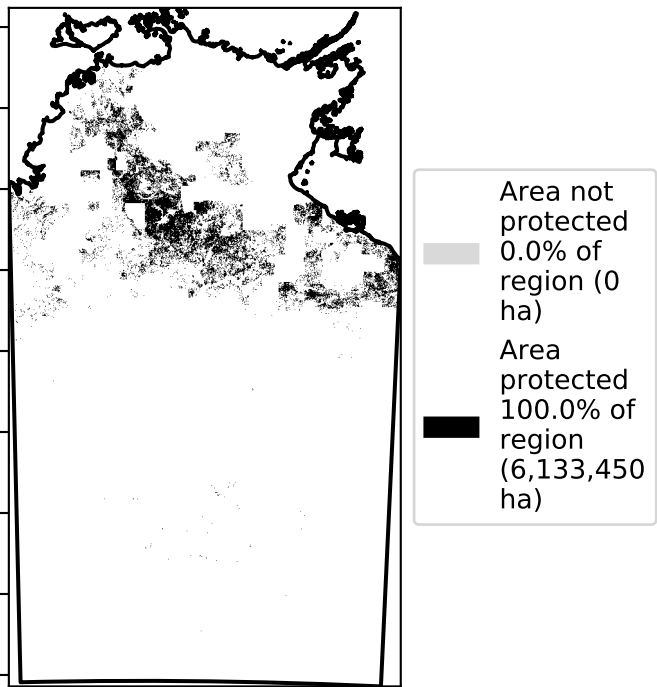 Area not
protected
0.0% of
region (0
ha)
Area
protected
100.0% of
region
(6,133,450
ha)